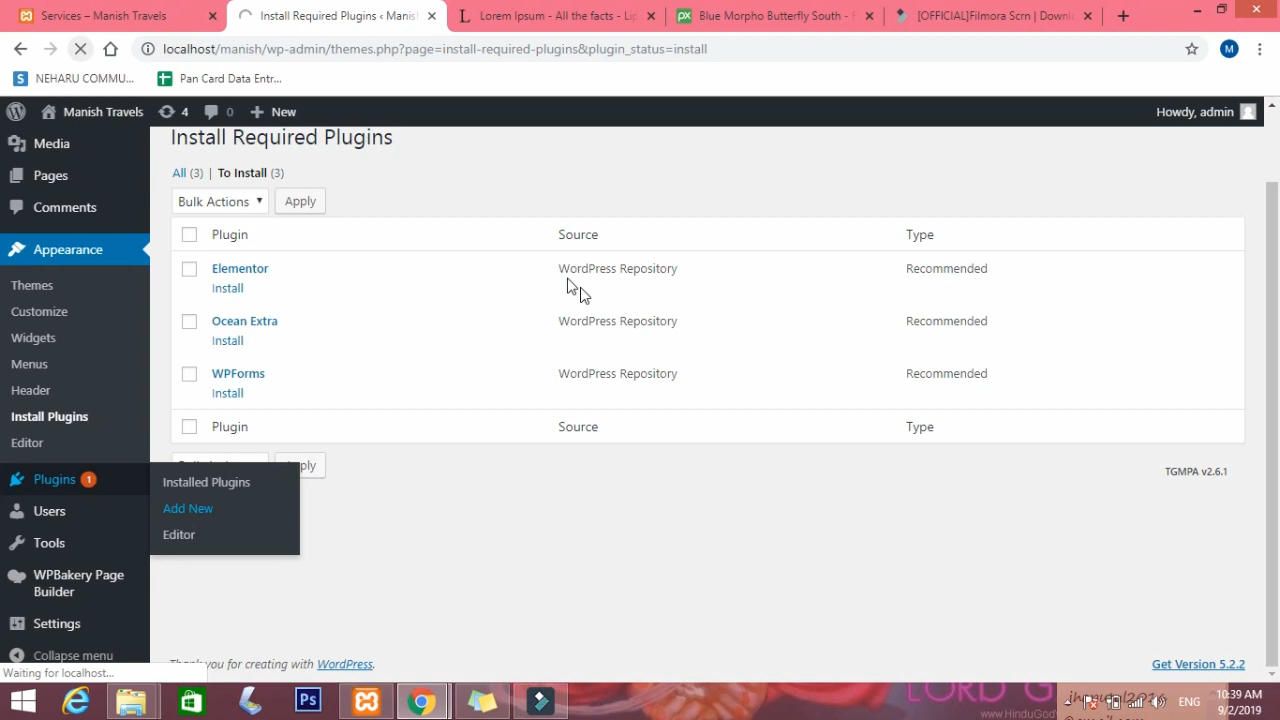 Services – Manish Travels
Install Required Plugins ‹ Manis
Lorem Ipsum - All the facts - Lip
Blue Morpho Butterfly South - F
[OFFICIAL]Filmora Scrn | Downl
localhost/manish/wp-admin/themes.php?page=install-required-plugins&plugin_status=install
M
NEHARU COMMU...
Pan Card Data Entr...
Manish Travels
4
0
New
Howdy, admin
Media
Pages
Comments
Appearance
Themes
Customize
Widgets
Menus
Header
Install Plugins
Editor
Plugins 1
Users
Tools
WPBakery Page
Builder
Settings
Collapse menu
Installed Plugins
Add New
Editor
Install Required Plugins
All (3) | To Install (3)
Bulk Actions
Apply
Plugin Source Type
Elementor WordPress Repository Recommended
Install
Ocean Extra WordPress Repository Recommended
Install
WPForms WordPress Repository Recommended
Install
Plugin Source Type
TGMPA v2.6.1
Thank you for creating with WordPress.
Get Version 5.2.2
Waiting for localhost...
Ps
LORD G
ENG
10:39 AM
9/2/2019